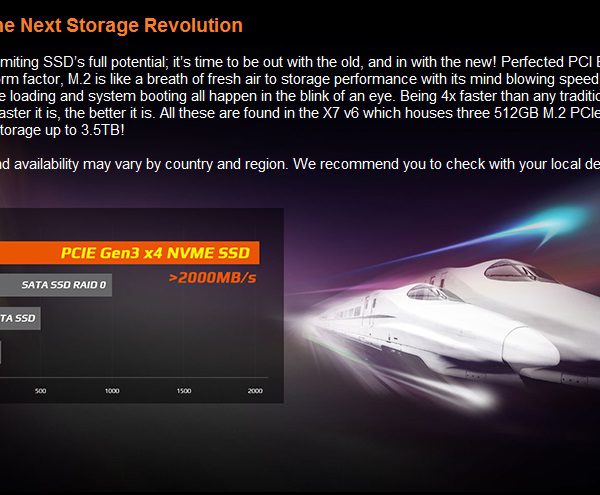 e Next Storage Revolution
miting SSD's full potential; it's time to be out with the old, and in with the new! Perfected PCI E
rm factor, M.2 is like a breath of fresh air to storage performance with its mind blowing speed
e loading and system booting all happen in the blink of an eye. Being 4x faster than any traditio
aster it is, the better it is. All these are found in the X7 v6 which houses three 512GB M.2 PCIe
torage up to 3.5TB!
nd availability may vary by country and region. We recommend you to check with your local de
PCIE Gen3 x4 NVME SSD
>2000MB/s
SATA SSD RAID 0
TA SSD
500 1000 1500 2000